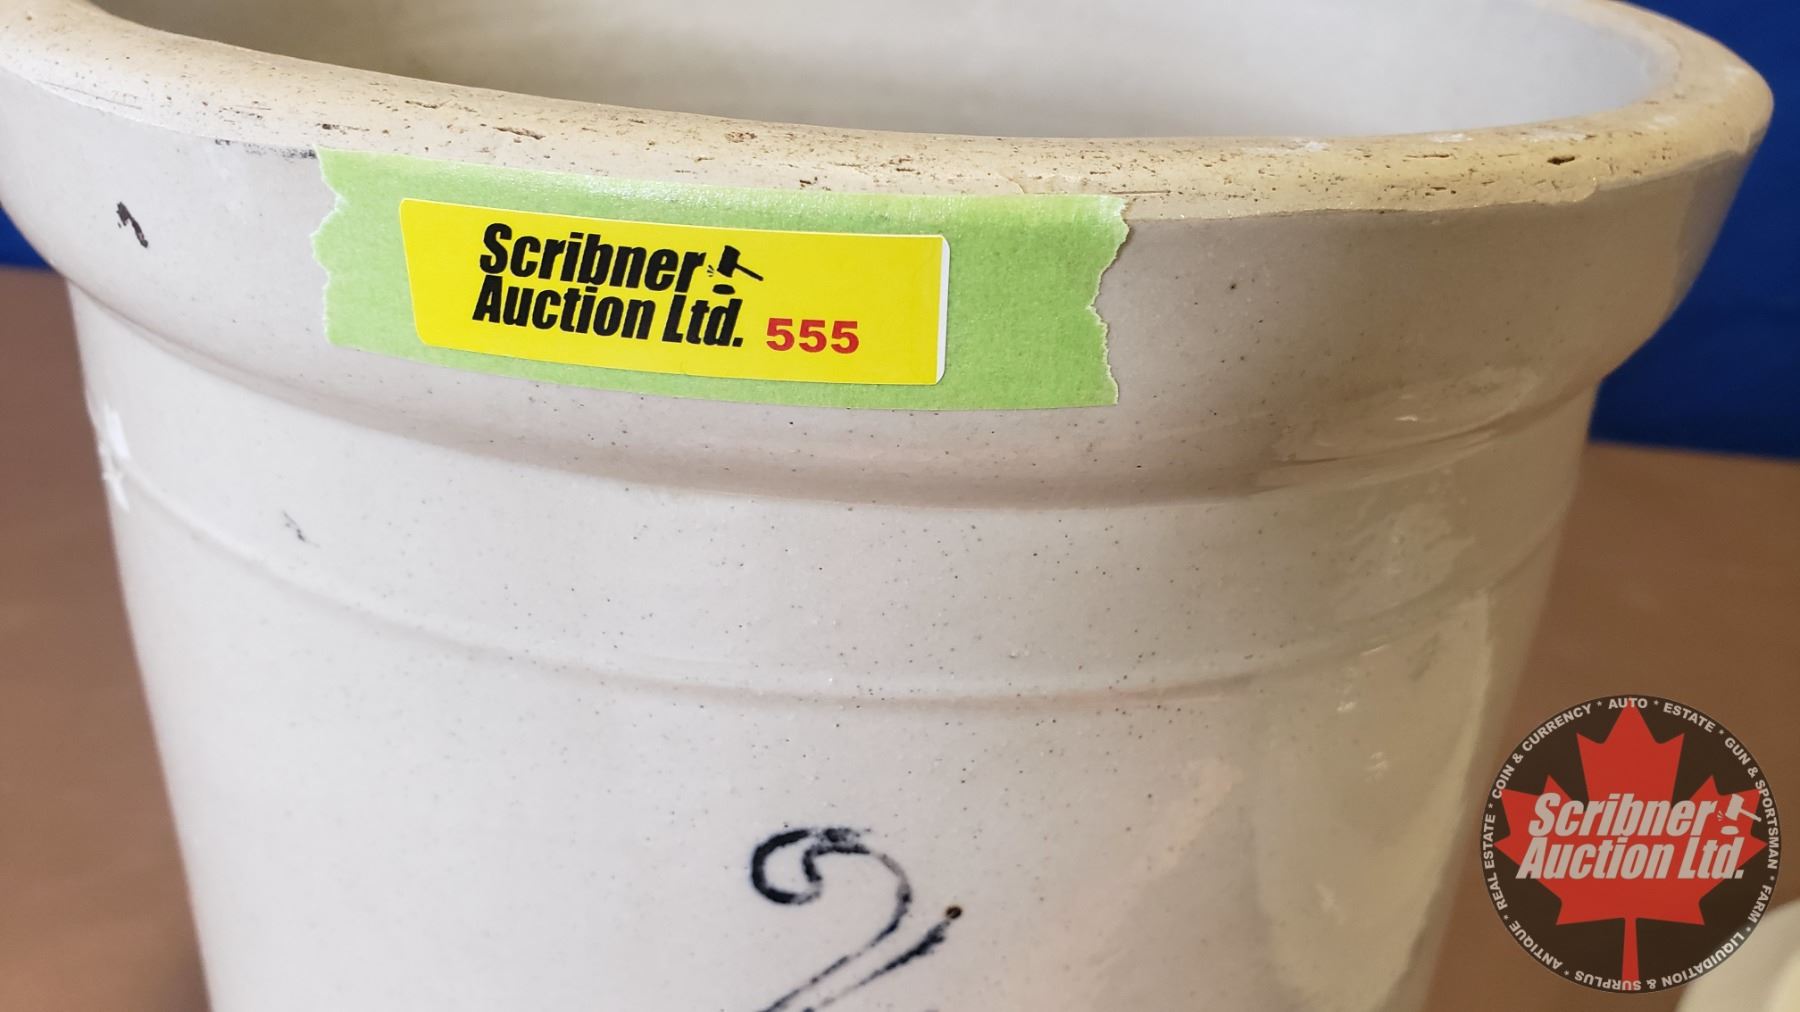 Scribner
Auction Ltd. 555
2
COIN & CURRENCY * AUTO * ESTATE * GUN & SPORTSMAN * FARM * LIQUIDATION & SURPLUS * ANTIQUE * REAL ESTATE *
Scribner
Auction Ltd.